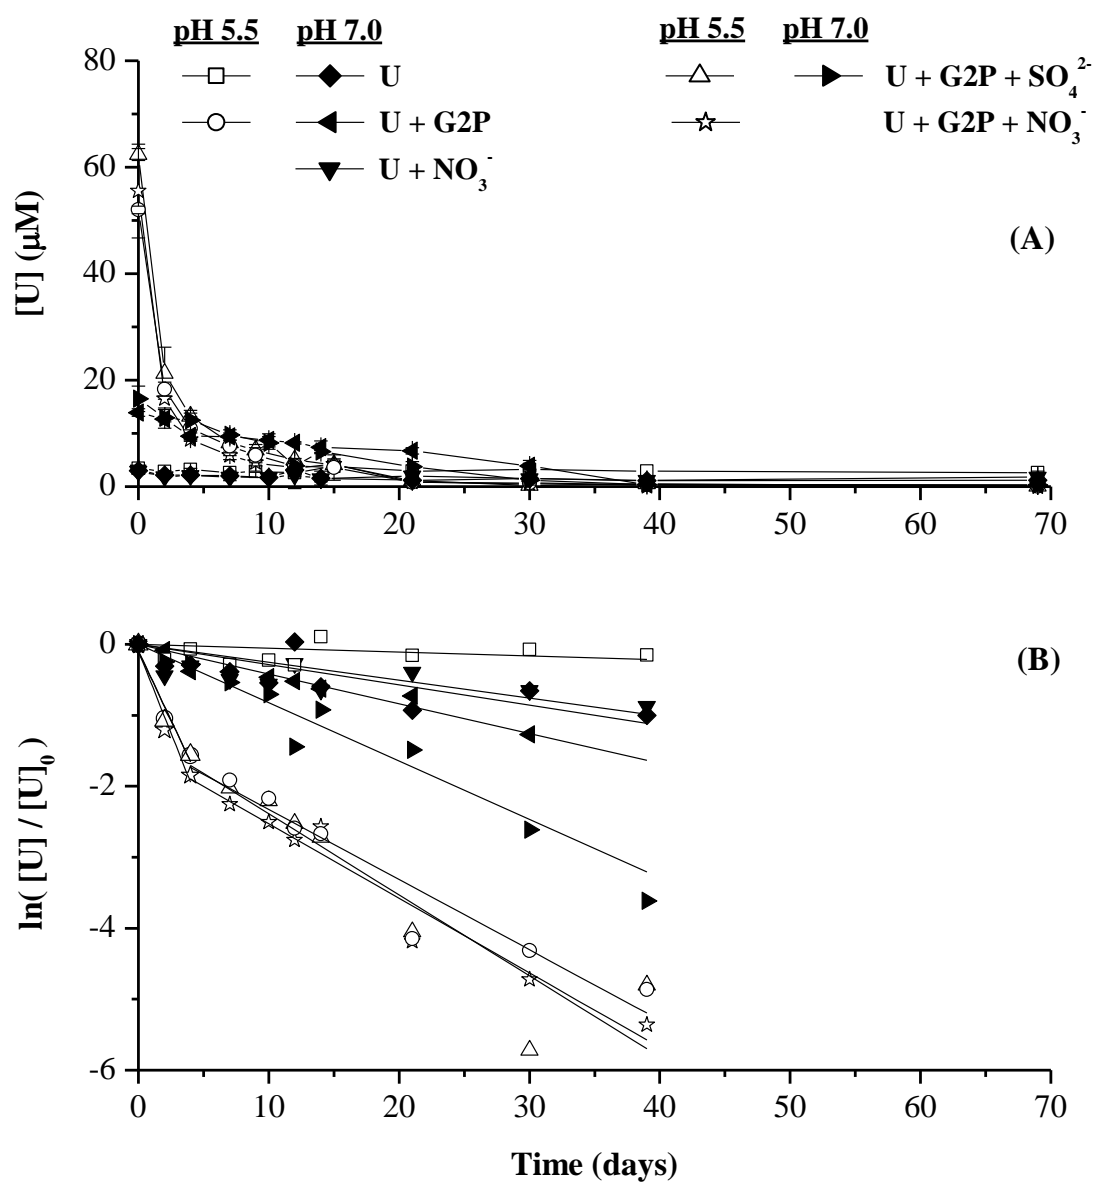 pH 5.5 pH 7.0 pH 5.5 pH 7.0
U U + G2P + SO₄²⁻
U + G2P U + G2P + NO₃⁻
U + NO₃⁻
80
60
40
20
0
[U] (μM)
(A)
0 10 20 30 40 50 60 70
0
-2
-4
-6
ln( [U] / [U]₀ )
(B)
0 10 20 30 40 50 60 70
Time (days)